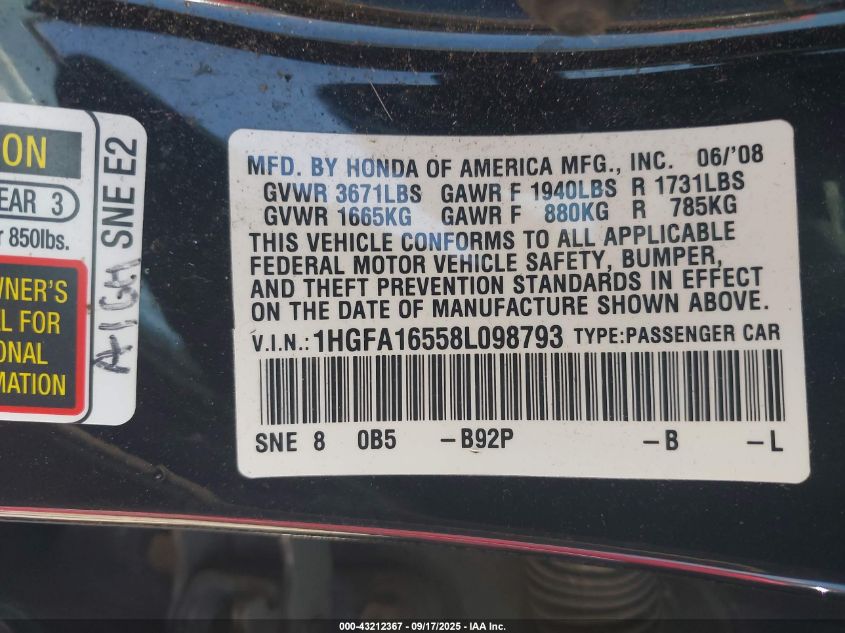 ON
EAR 3
r 850lbs.
WNER'S
L FOR
ONAL
MATION
SNE E2
MFD. BY HONDA OF AMERICA MFG., INC. 06/'08
GVWR 3671LBS GAWR F 1940LBS R 1731LBS
GVWR 1665KG GAWR F 880KG R 785KG
THIS VEHICLE CONFORMS TO ALL APPLICABLE
FEDERAL MOTOR VEHICLE SAFETY, BUMPER,
AND THEFT PREVENTION STANDARDS IN EFFECT
ON THE DATE OF MANUFACTURE SHOWN ABOVE.
V.I.N.: 1HGFA16558L098793 TYPE:PASSENGER CAR
SNE 8 0B5 -B92P -B -L
000-43212367 - 09/17/2025 - IAA Inc.